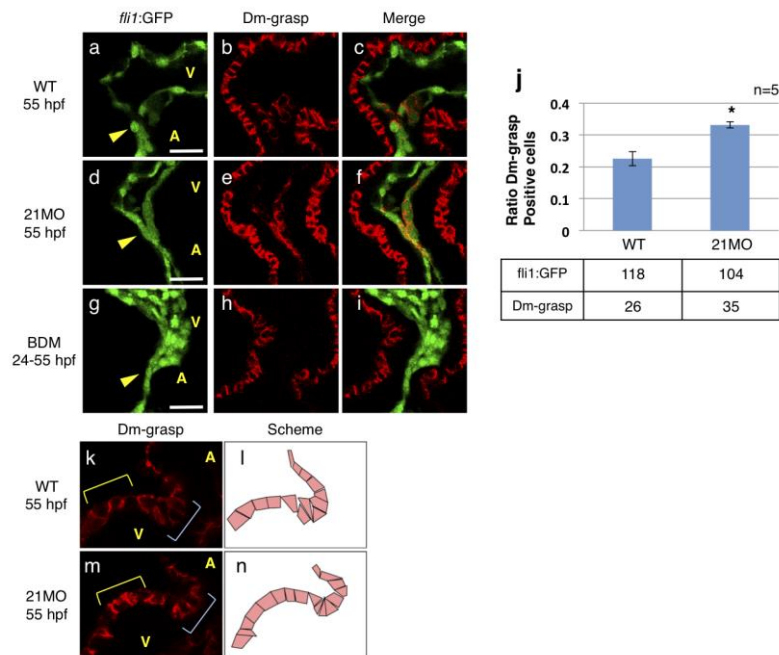 fli1:GFP Dm-grasp Merge
WT
55 hpf
a
V
A
b
c
V
A
21MO
55 hpf
d
V
A
e
f
V
A
BDM
24-55 hpf
g
V
A
h
i
V
A
j
n=5
Ratio Dm-grasp
Positive cells
0.4
0.3
0.2
0.1
0
*
WT 21MO
fli1:GFP 118 104
Dm-grasp 26 35
Dm-grasp Scheme
WT
55 hpf
k
A
V
l
21MO
55 hpf
m
A
V
n